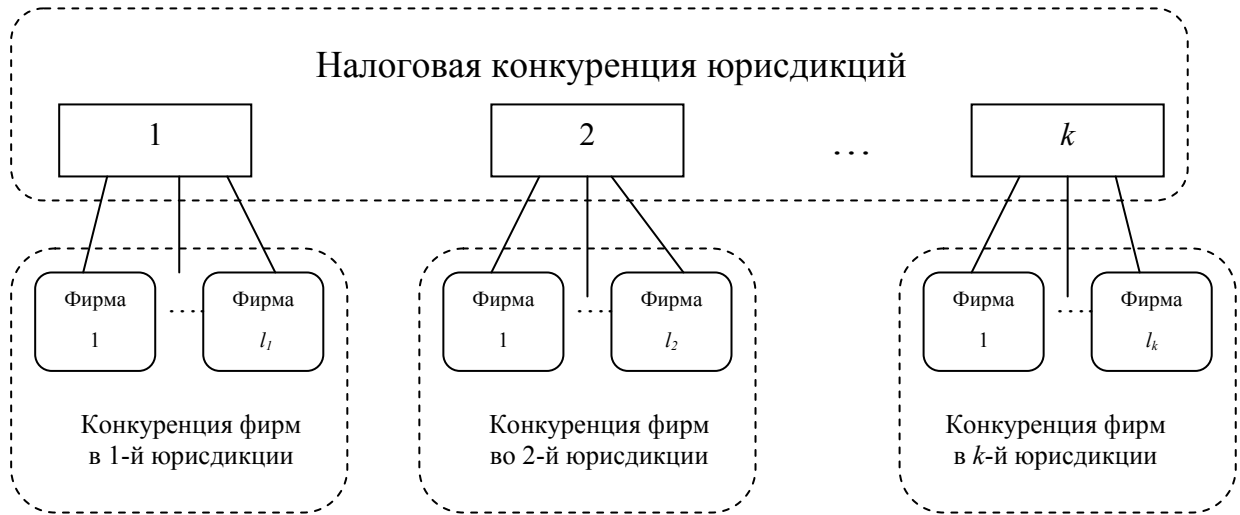 Налоговая конкуренция юрисдикций
1
2
...
k
Фирма
1
.....
Фирма
l₁
Фирма
1
.....
Фирма
l₂
Фирма
1
.....
Фирма
lₖ
Конкуренция фирм
в 1-й юрисдикции
Конкуренция фирм
во 2-й юрисдикции
Конкуренция фирм
в k-й юрисдикции